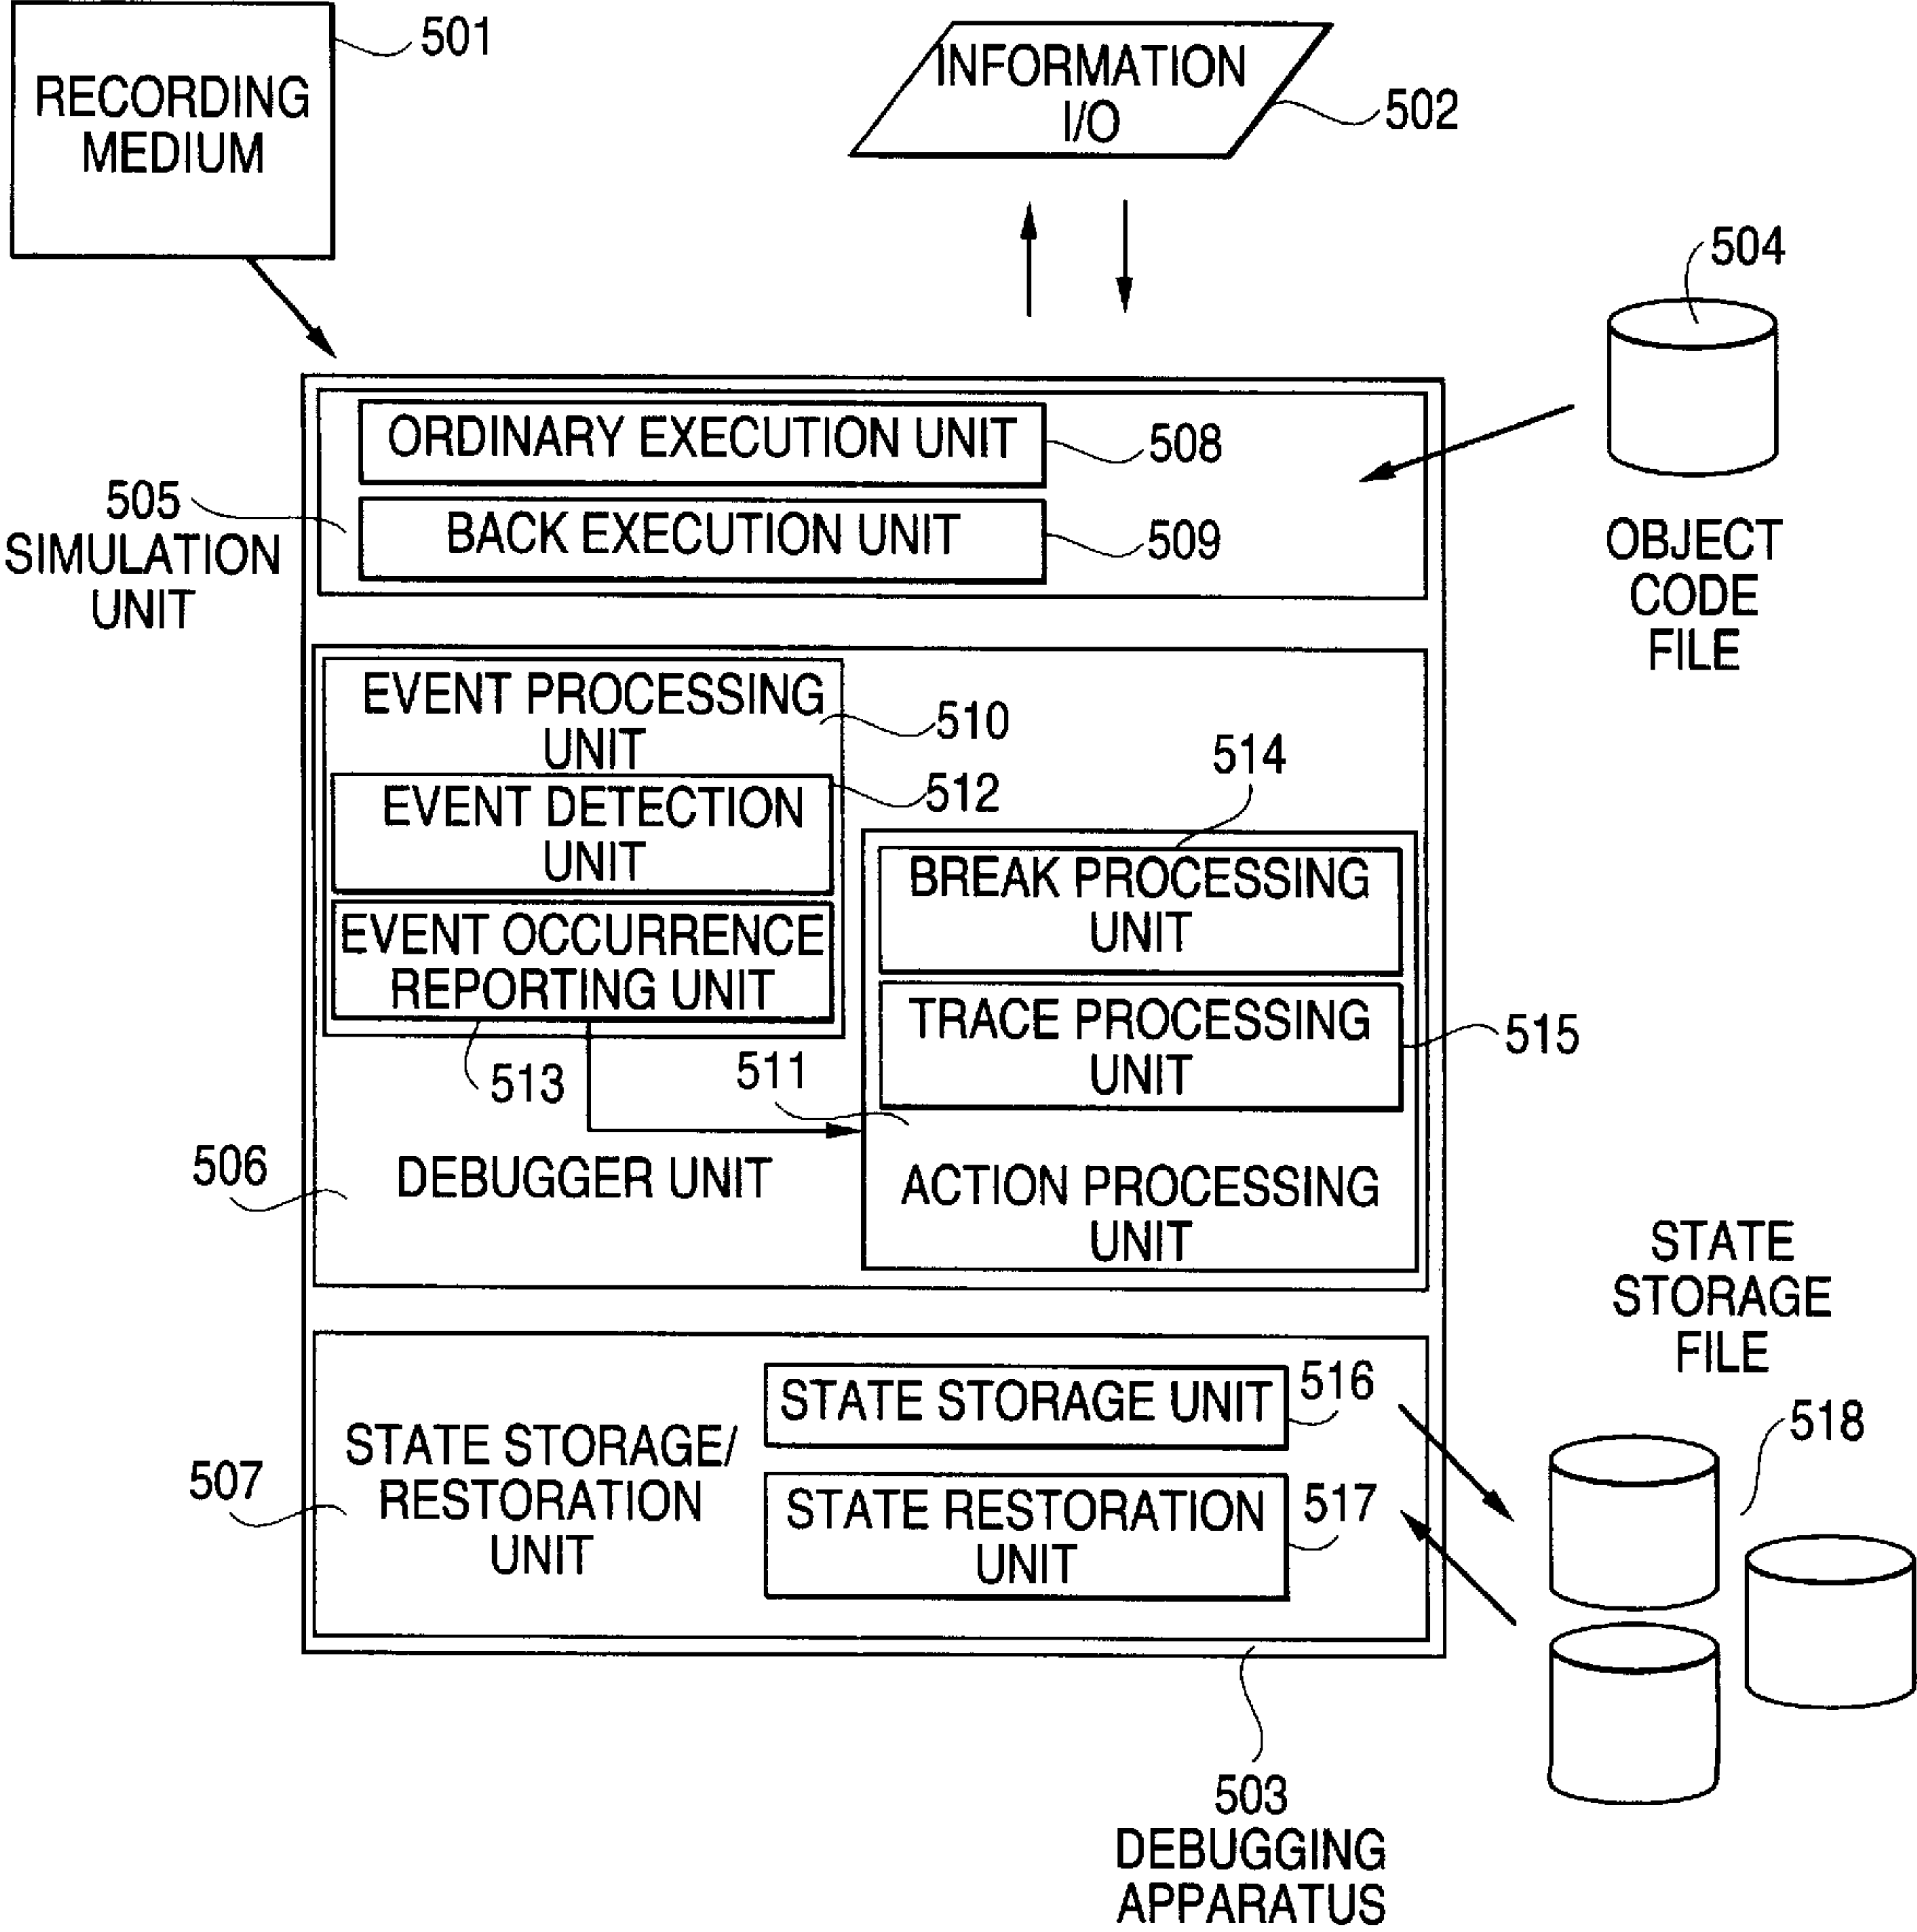 501
RECORDING
MEDIUM
INFORMATION
I/O
502
504
OBJECT
CODE
FILE
ORDINARY EXECUTION UNIT
508
BACK EXECUTION UNIT
509
505
SIMULATION
UNIT
EVENT PROCESSING
UNIT
510
EVENT DETECTION
UNIT
512
EVENT OCCURRENCE
REPORTING UNIT
513
514
BREAK PROCESSING
UNIT
TRACE PROCESSING
UNIT
515
511
ACTION PROCESSING
UNIT
506
DEBUGGER UNIT
STATE
STORAGE
FILE
518
507
STATE STORAGE/
RESTORATION
UNIT
STATE STORAGE UNIT
516
STATE RESTORATION
UNIT
517
503
DEBUGGING
APPARATUS